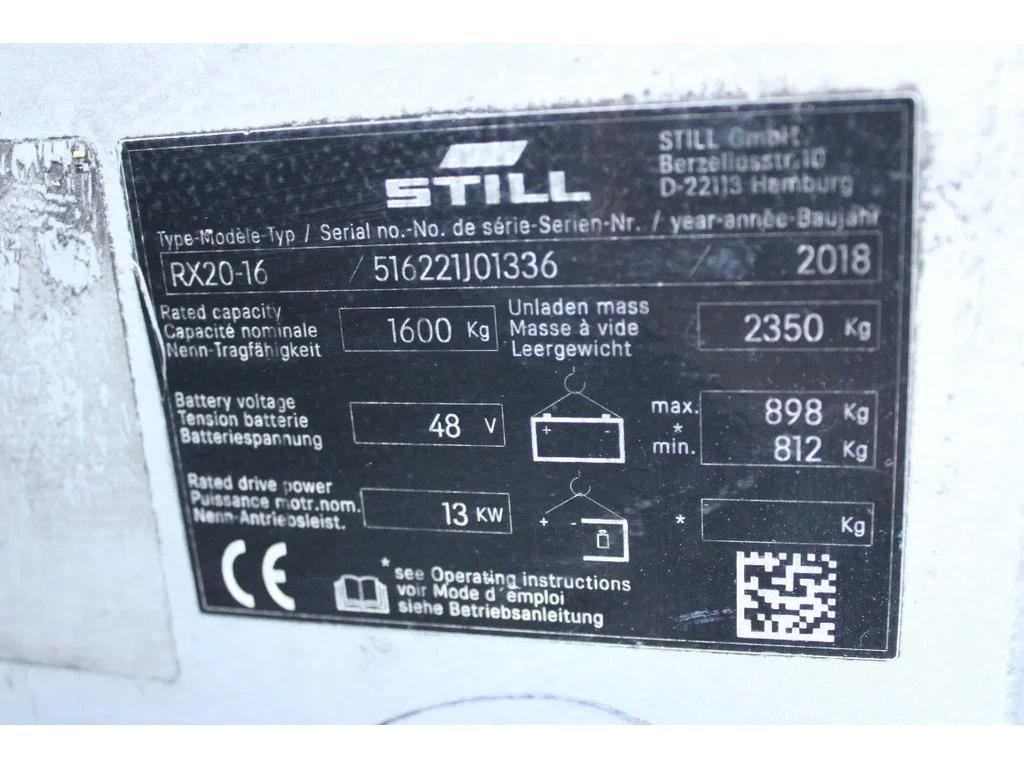 STILL
STILL GmbH
Berzeliusstr.10
D-22113 Hamburg
Type-Modèle-Typ / Serial no.-No. de série-Serien-Nr. / year-année-Baujahr
RX20-16 / 516221J01336 / 2018
Rated capacity
Capacité nominale
Nenn-Tragfähigkeit
1600 Kg
Unladen mass
Masse à vide
Leergewicht
2350 Kg
Battery voltage
Tension batterie
Batteriespannung
48 V
+ -
max. 898 Kg
*
min. 812 Kg
Rated drive power
Puissance motr.nom.
Nenn-Antriebsleist.
13 KW
+ -
* Kg
CE
* see Operating instructions
voir Mode d´emploi
siehe Betriebsanleitung